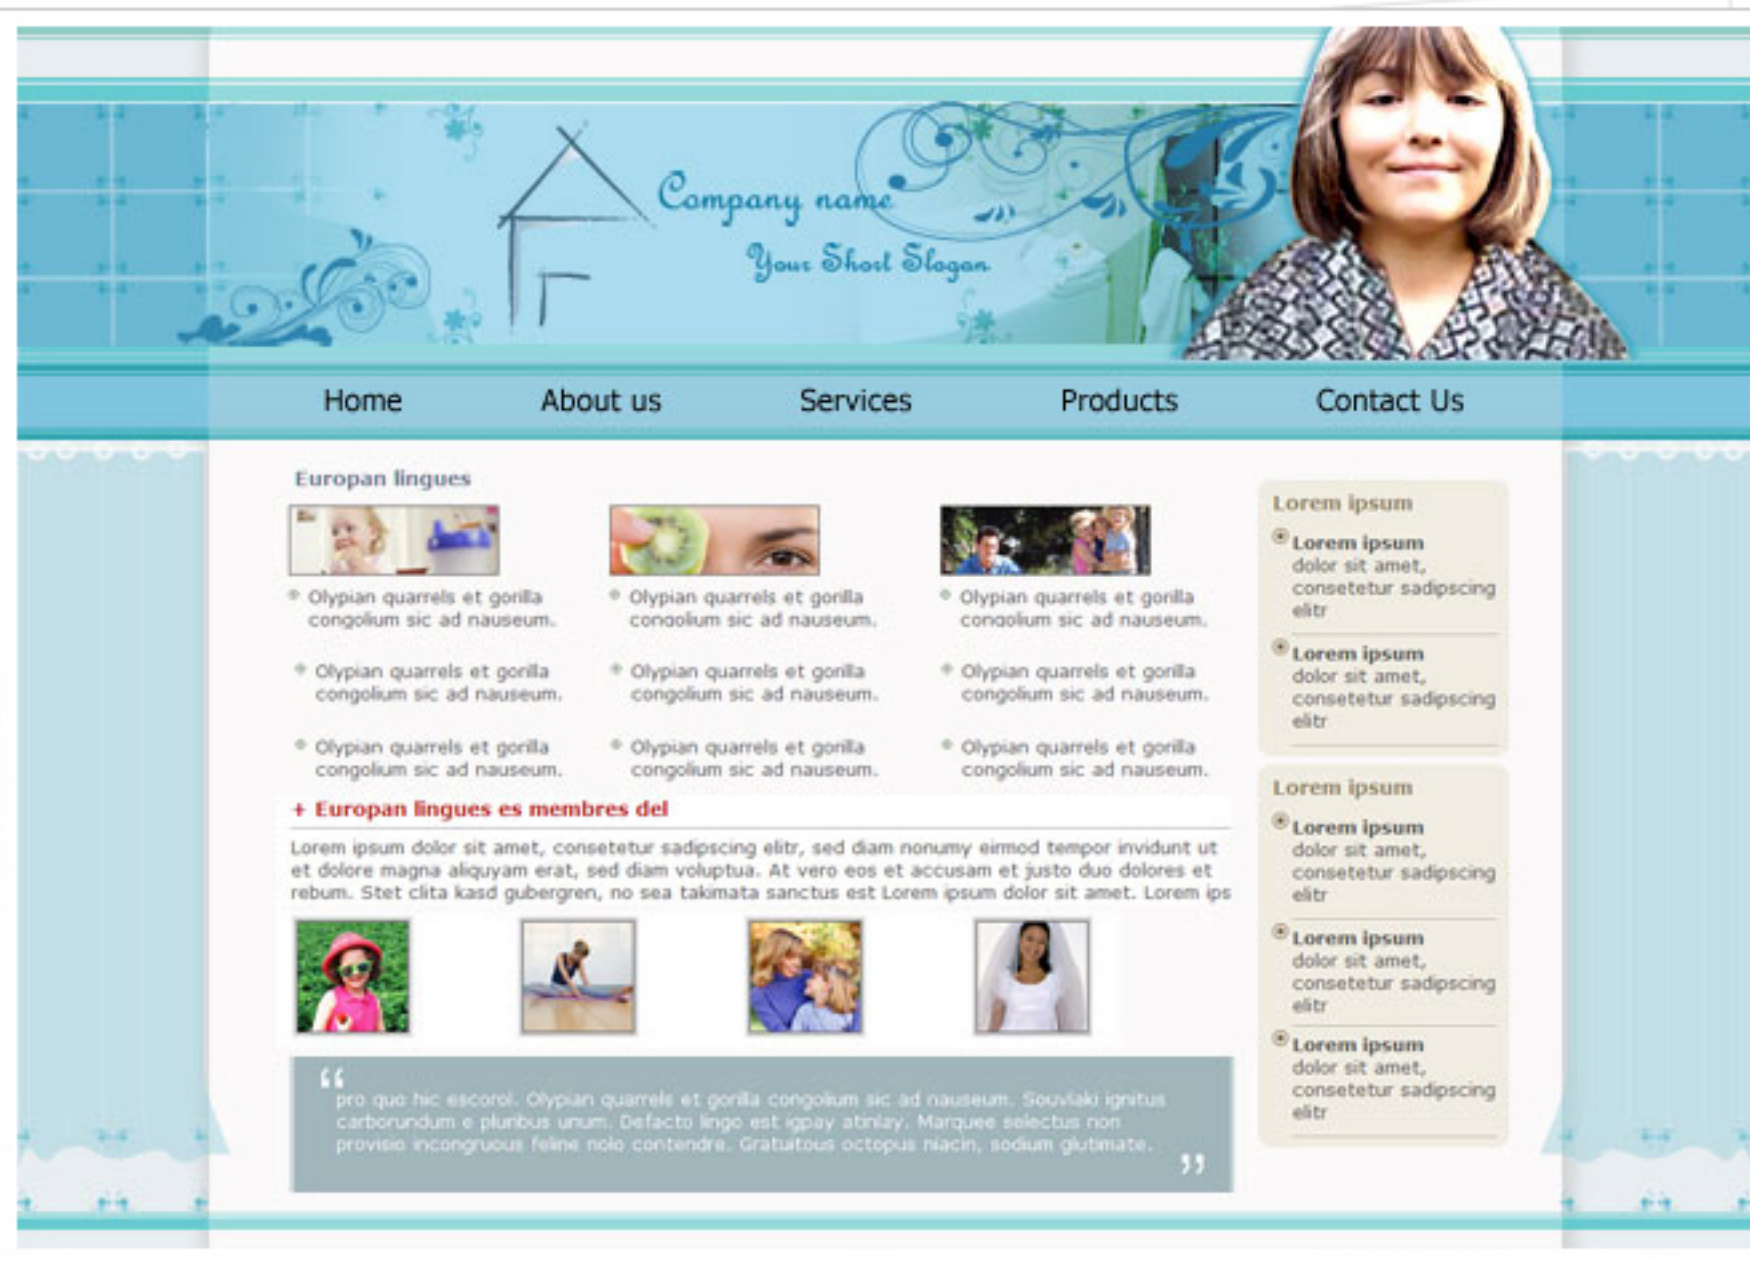 Company name
Your Short Slogan
Home
About us
Services
Products
Contact Us
Europan lingues
Olypian quarrels et gorilla
congolium sic ad nauseum.
Olypian quarrels et gorilla
congolium sic ad nauseum.
Olypian quarrels et gorilla
congolium sic ad nauseum.
Olypian quarrels et gorilla
congolium sic ad nauseum.
Olypian quarrels et gorilla
congolium sic ad nauseum.
Olypian quarrels et gorilla
congolium sic ad nauseum.
Olypian quarrels et gorilla
congolium sic ad nauseum.
Olypian quarrels et gorilla
congolium sic ad nauseum.
Olypian quarrels et gorilla
congolium sic ad nauseum.
+ Europan lingues es membres del
Lorem ipsum dolor sit amet, consetetur sadipscing elitr, sed diam nonumy eirmod tempor invidunt ut
et dolore magna aliquyam erat, sed diam voluptua. At vero eos et accusam et justo duo dolores et
rebum. Stet clita kasd gubergren, no sea takimata sanctus est Lorem ipsum dolor sit amet. Lorem ips
“
pro quo hic escorol. Olypian quarrels et gorilla congolium sic ad nauseum. Souvlaki ignitus
carborundum e pluribus unum. Defacto lingo est igpay atinlay. Marquee selectus non
provisio incongruous feline nolo contendre. Gratuitous octopus niacin, sodium glutimate.
”
Lorem ipsum
Lorem ipsum
dolor sit amet,
consetetur sadipscing
elitr
Lorem ipsum
dolor sit amet,
consetetur sadipscing
elitr
Lorem ipsum
Lorem ipsum
dolor sit amet,
consetetur sadipscing
elitr
Lorem ipsum
dolor sit amet,
consetetur sadipscing
elitr
Lorem ipsum
dolor sit amet,
consetetur sadipscing
elitr